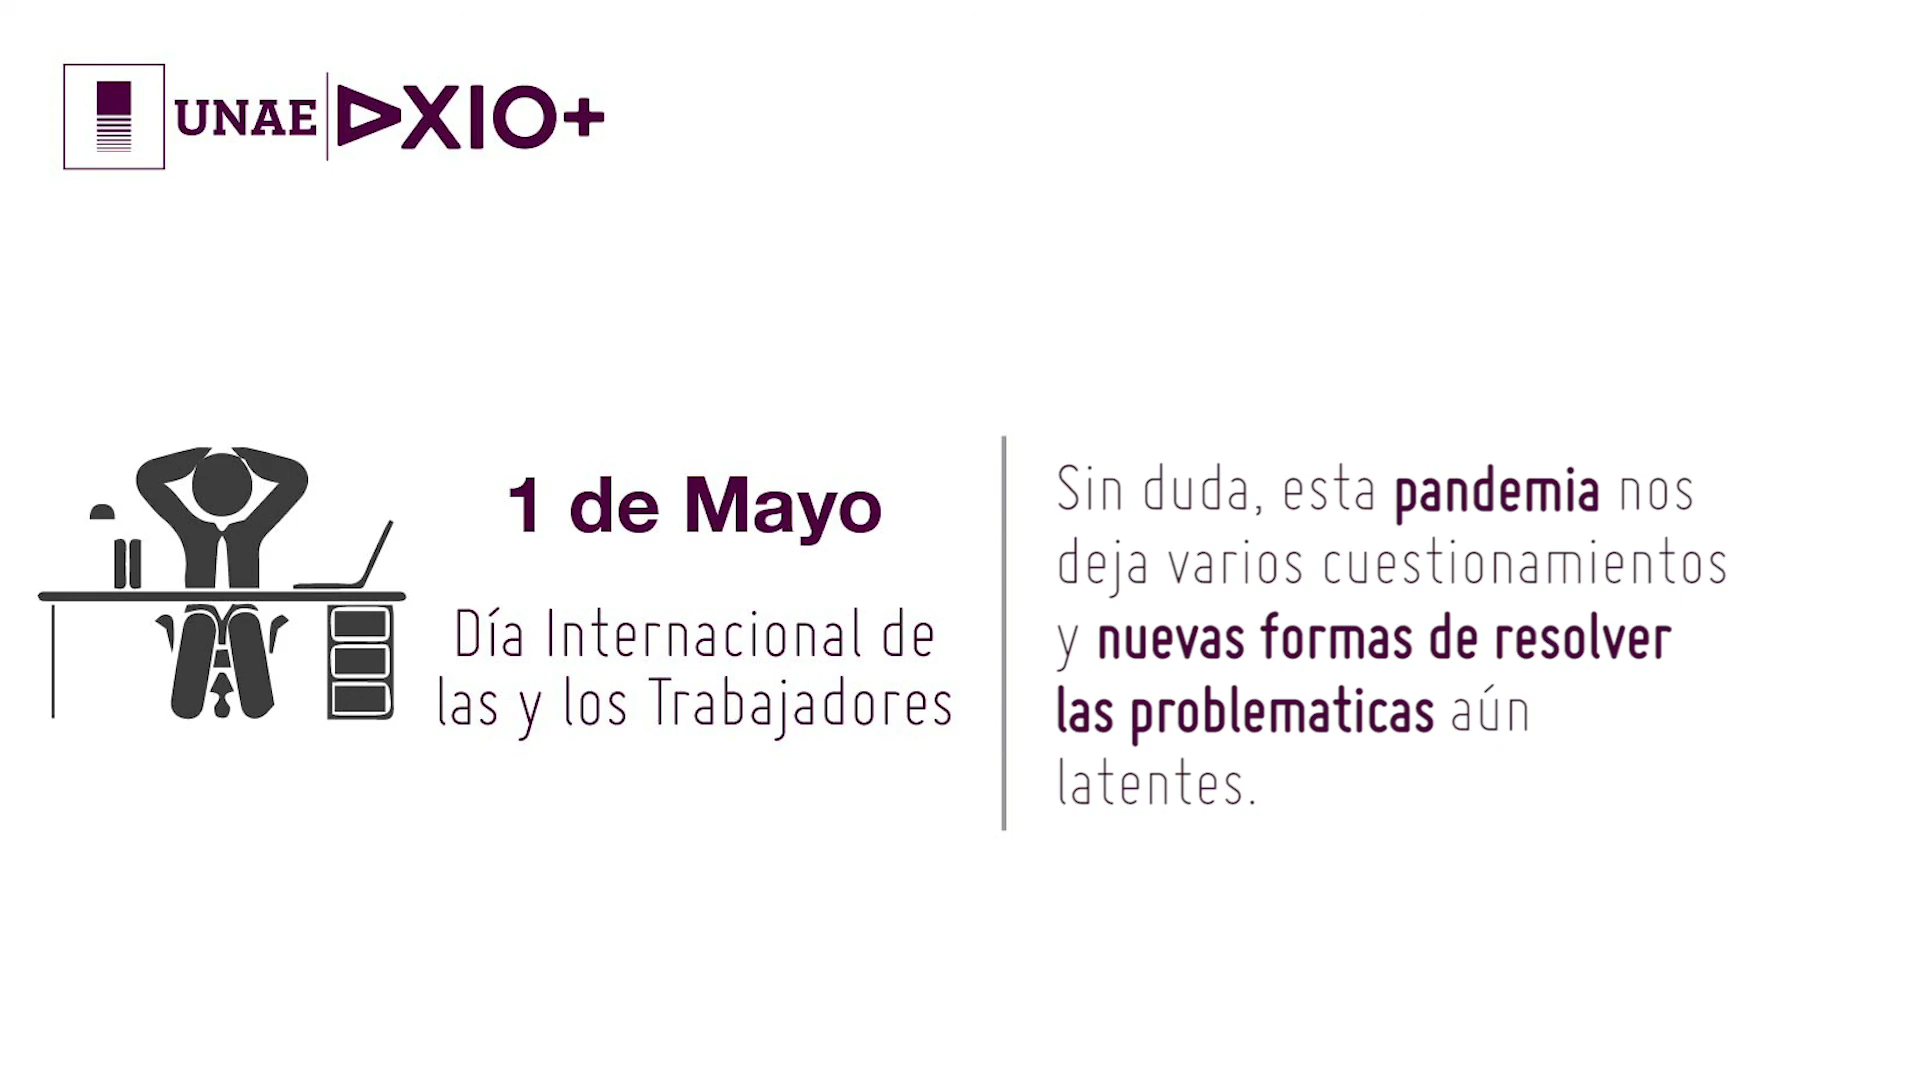 UNAE
AXIO+
1 de Mayo
Día Internacional de
las y los Trabajadores
Sin duda, esta pandemia nos
deja varios cuestionamientos
y nuevas formas de resolver
las problematicas aún
latentes.